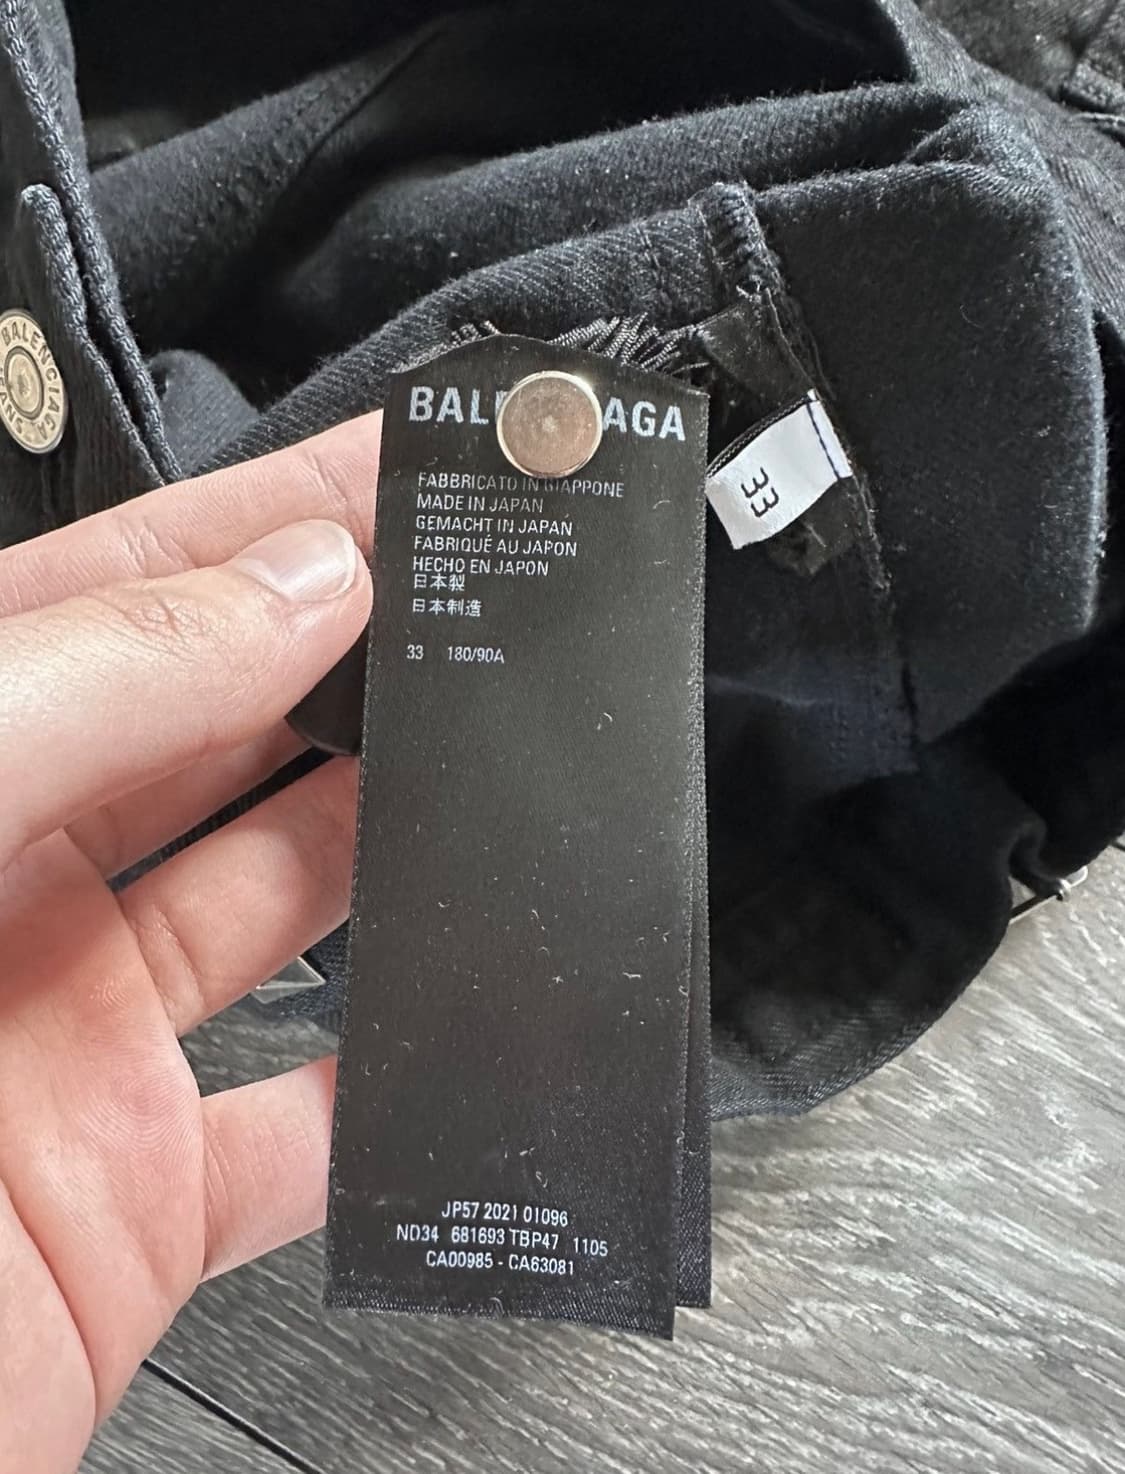 BALENCIAGA
JEANS
BAL AGA
FABBRICATO IN GIAPPONE
MADE IN JAPAN
GEMACHT IN JAPAN
FABRIQUÉ AU JAPON
HECHO EN JAPON
日本製
日本制造
33 180/90A
33
JP57 2021 01096
ND34 681693 TBP47 1105
CA00985 - CA63081